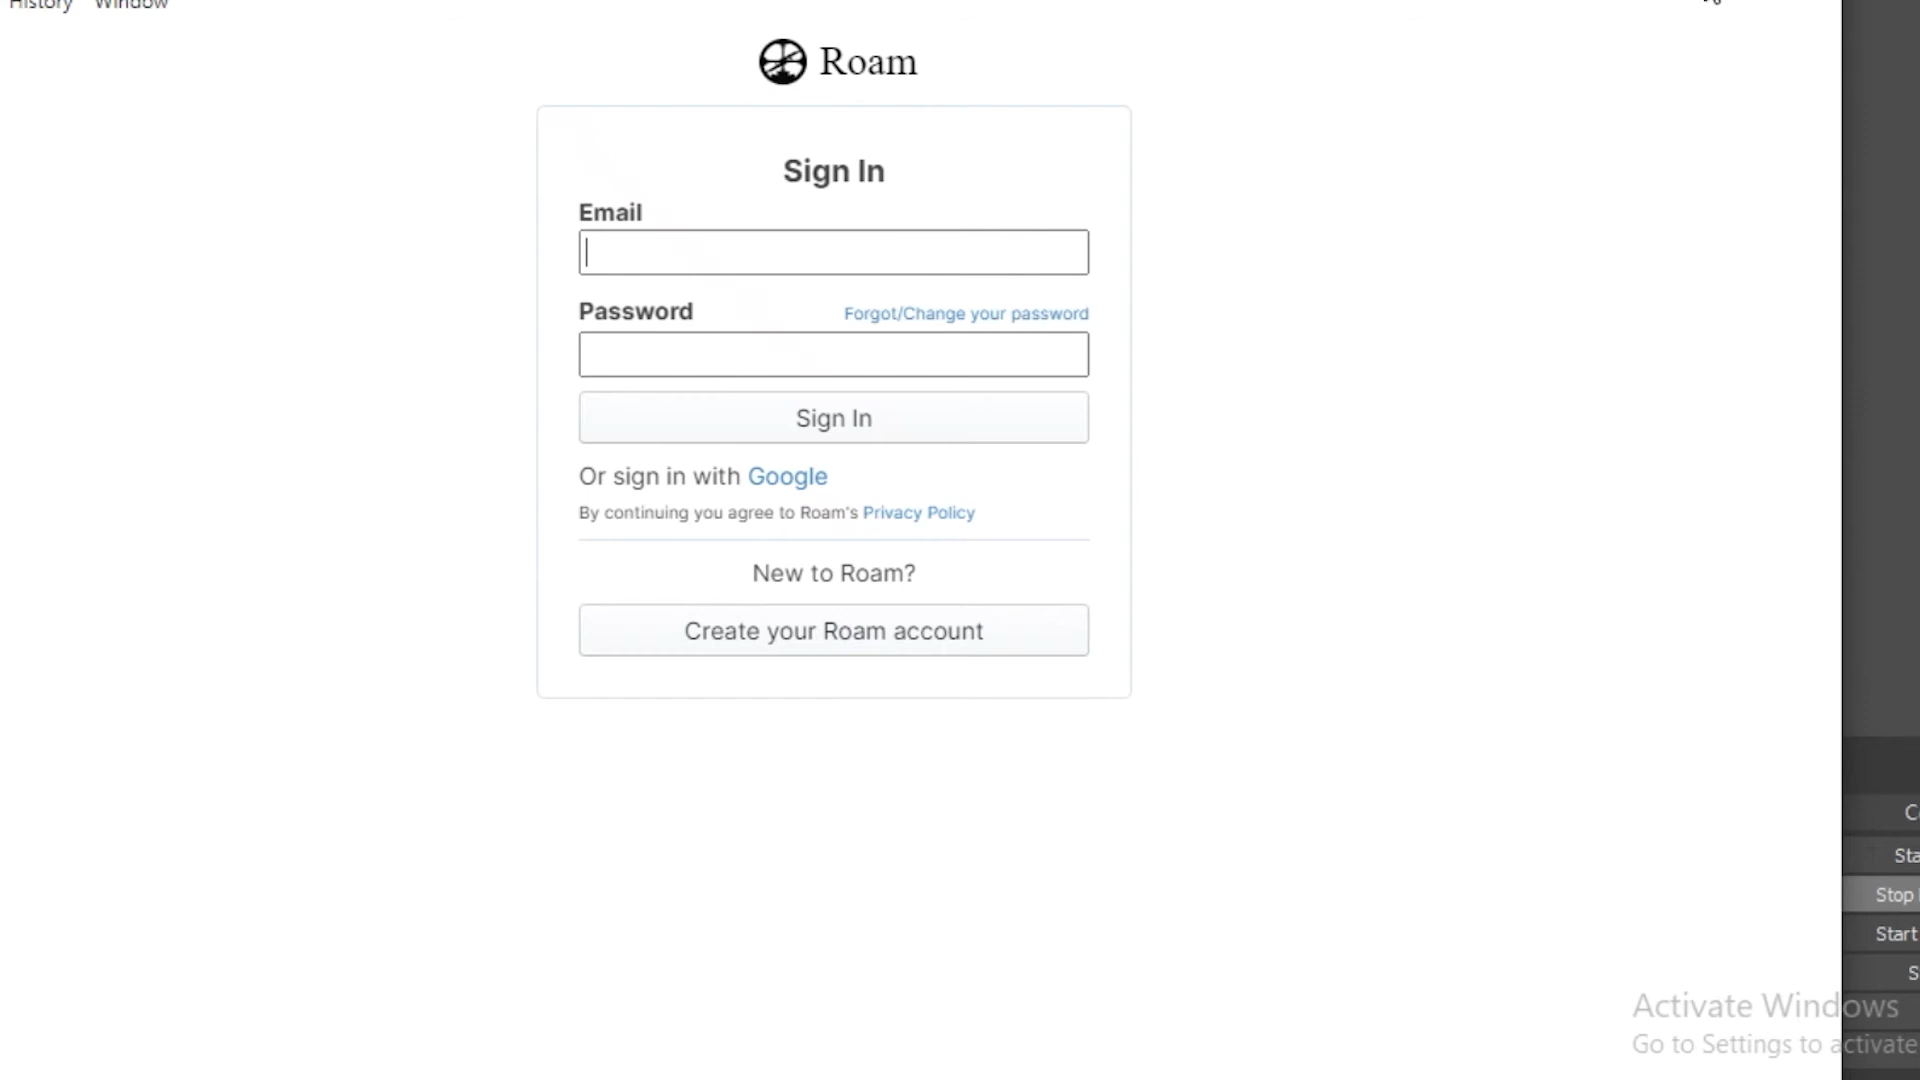 History Window
Roam
Sign In
Email
Password
Forgot/Change your password
Sign In
Or sign in with Google
By continuing you agree to Roam's Privacy Policy
New to Roam?
Create your Roam account
Stop
Start
Activate Windows
Go to Settings to activate